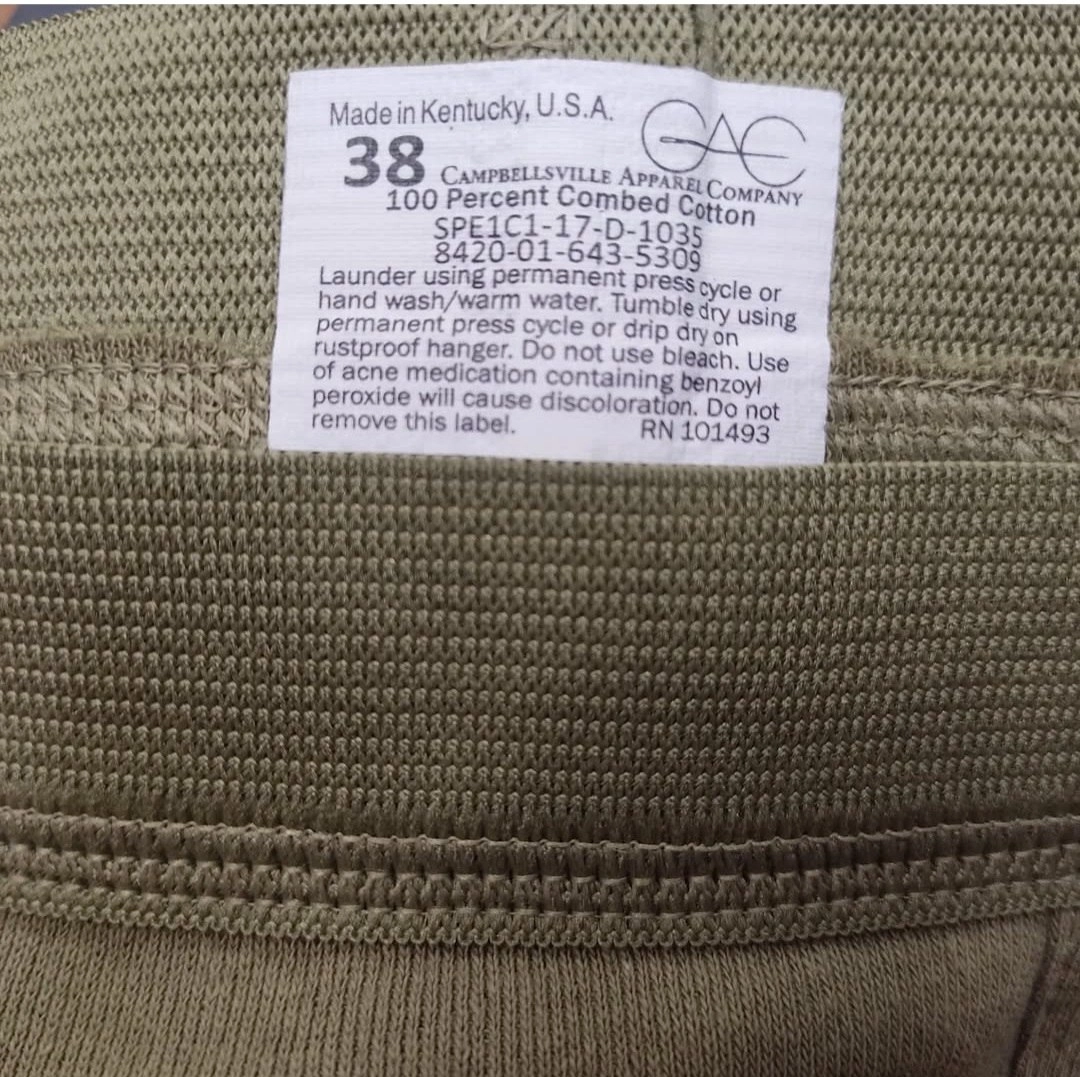 Made in Kentucky, U.S.A.
CAC
38 CAMPBELLSVILLE APPAREL COMPANY
100 Percent Combed Cotton
SPE1C1-17-D-1035
8420-01-643-5309
Launder using permanent press cycle or
hand wash/warm water. Tumble dry using
permanent press cycle or drip dry on
rustproof hanger. Do not use bleach. Use
of acne medication containing benzoyl
peroxide will cause discoloration. Do not
remove this label. RN 101493